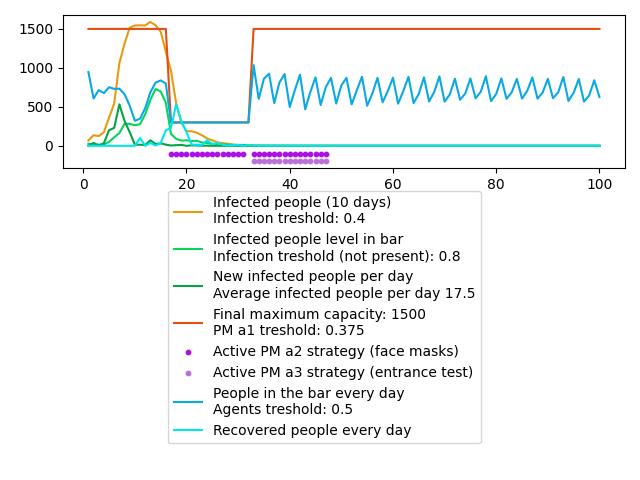 1500
1000
500
0
0
20
40
60
80
100
Infected people (10 days)
Infection treshold: 0.4
Infected people level in bar
Infection treshold (not present): 0.8
New infected people per day
Average infected people per day 17.5
Final maximum capacity: 1500
PM a1 treshold: 0.375
Active PM a2 strategy (face masks)
Active PM a3 strategy (entrance test)
People in the bar every day
Agents treshold: 0.5
Recovered people every day